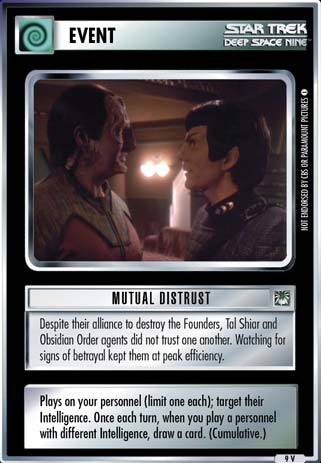 EVENT
STAR TREK
DEEP SPACE NINE™
NOT ENDORSED BY CBS OR PARAMOUNT PICTURES
MUTUAL DISTRUST
Despite their alliance to destroy the Founders, Tal Shiar and
Obsidian Order agents did not trust one another. Watching for
signs of betrayal kept them at peak efficiency.
Plays on your personnel (limit one each); target their
Intelligence. Once each turn, when you play a personnel
with different Intelligence, draw a card. (Cumulative.)
9 V